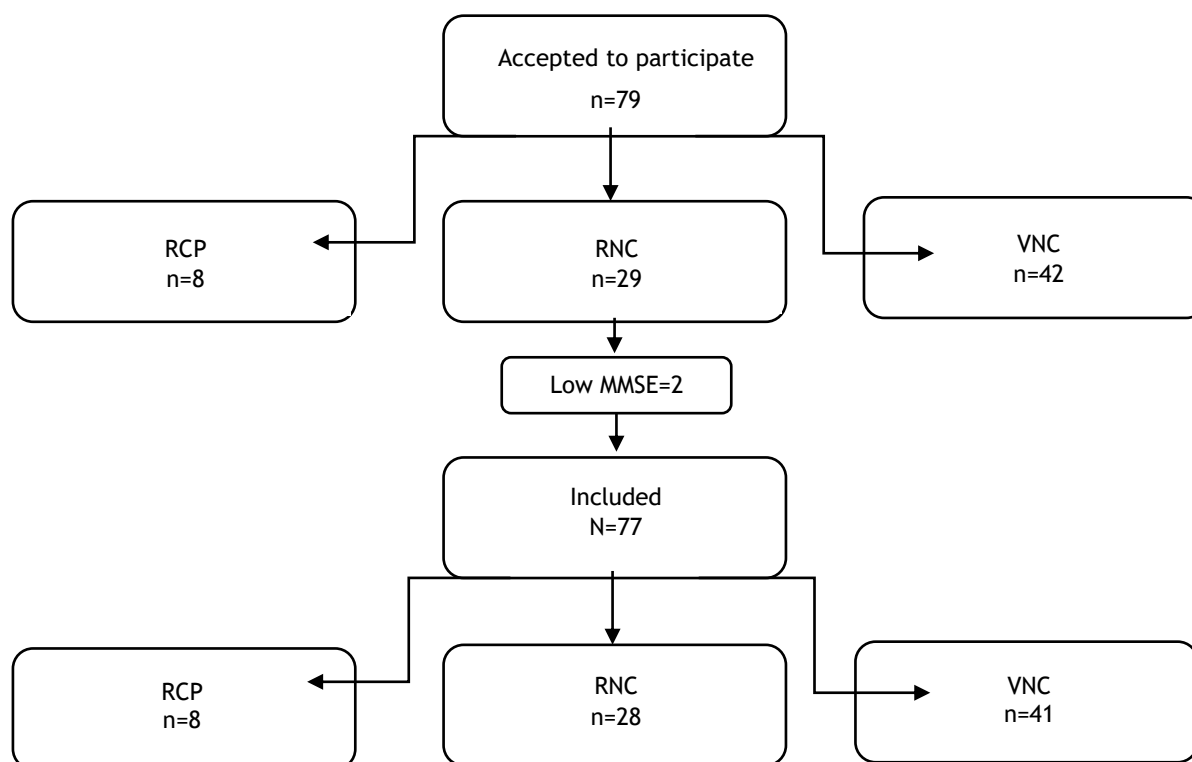 Accepted to participate
n=79
RCP
n=8
RNC
n=29
VNC
n=42
Low MMSE=2
Included
N=77
RCP
n=8
RNC
n=28
VNC
n=41